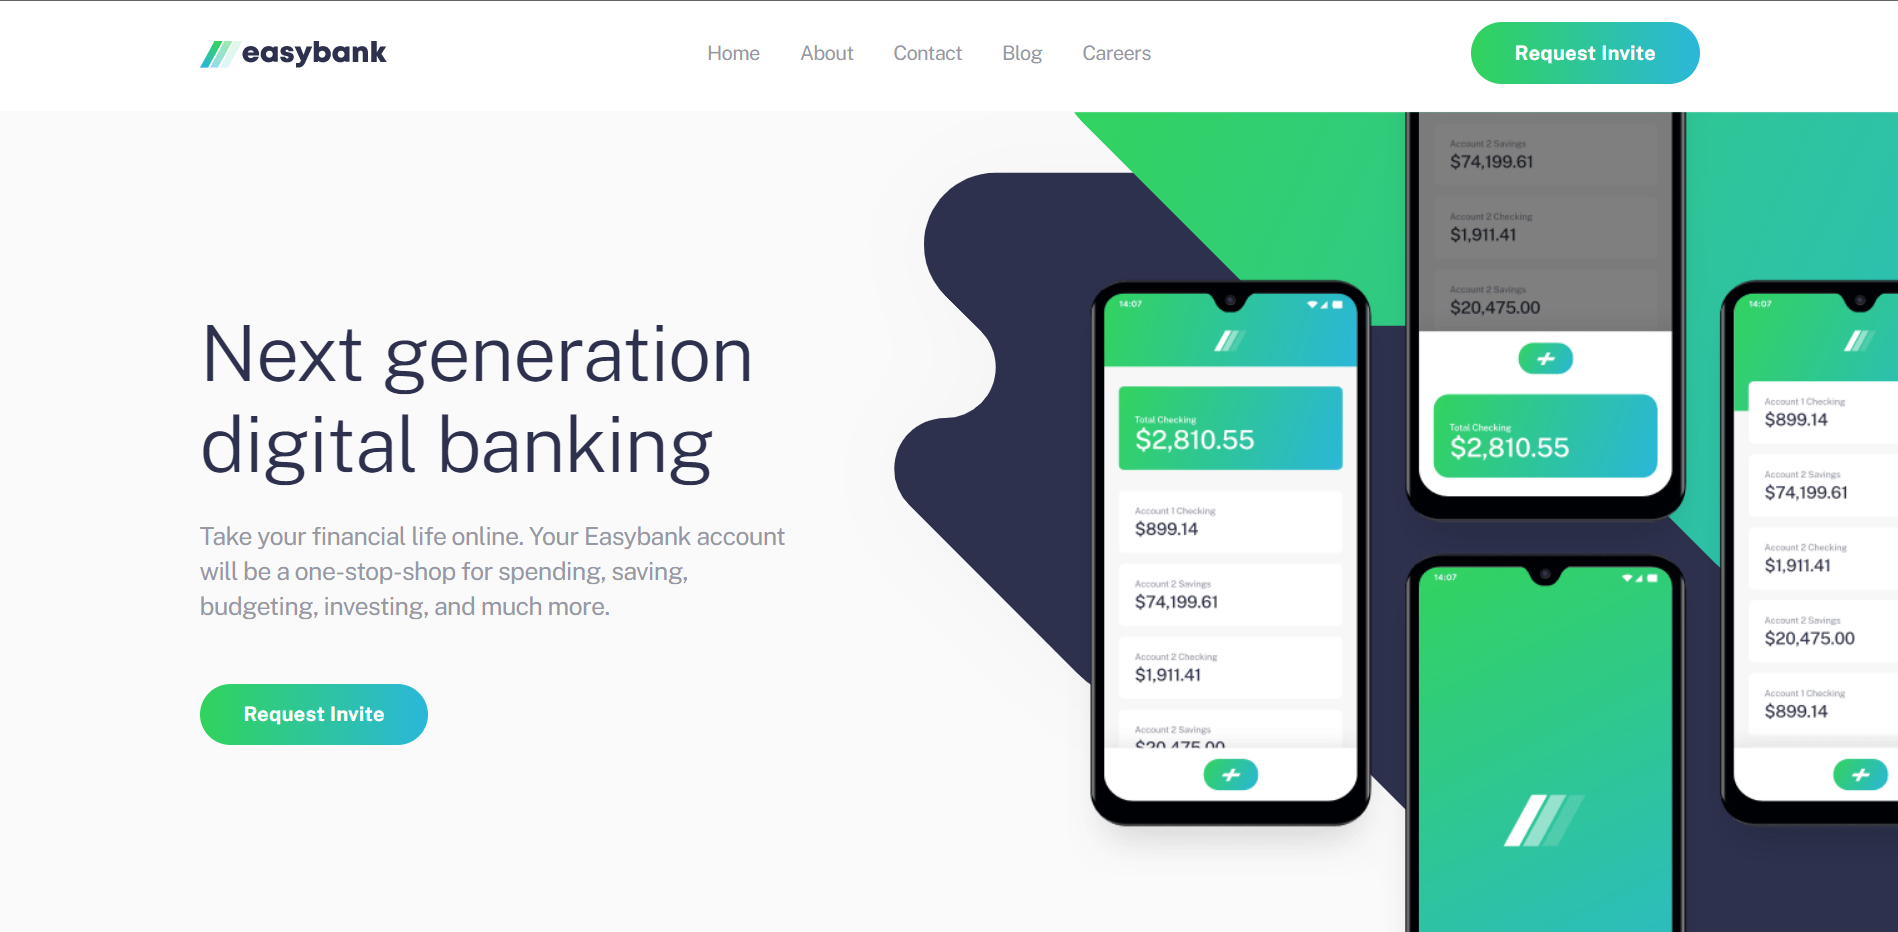 easybank
Home
About
Contact
Blog
Careers
Request Invite
Next generation
digital banking
Take your financial life online. Your Easybank account
will be a one-stop-shop for spending, saving,
budgeting, investing, and much more.
Request Invite
14:07
Total Checking
$2,810.55
Account 1 Checking
$899.14
Account 2 Savings
$74,199.61
Account 2 Checking
$1,911.41
Account 2 Savings
$20,475.00
Account 2 Savings
$74,199.61
Account 2 Checking
$1,911.41
Account 2 Savings
$20,475.00
Total Checking
$2,810.55
14:07
14:07
Account 1 Checking
$899.14
Account 2 Savings
$74,199.61
Account 2 Checking
$1,911.41
Account 2 Savings
$20,475.00
Account 1 Checking
$899.14